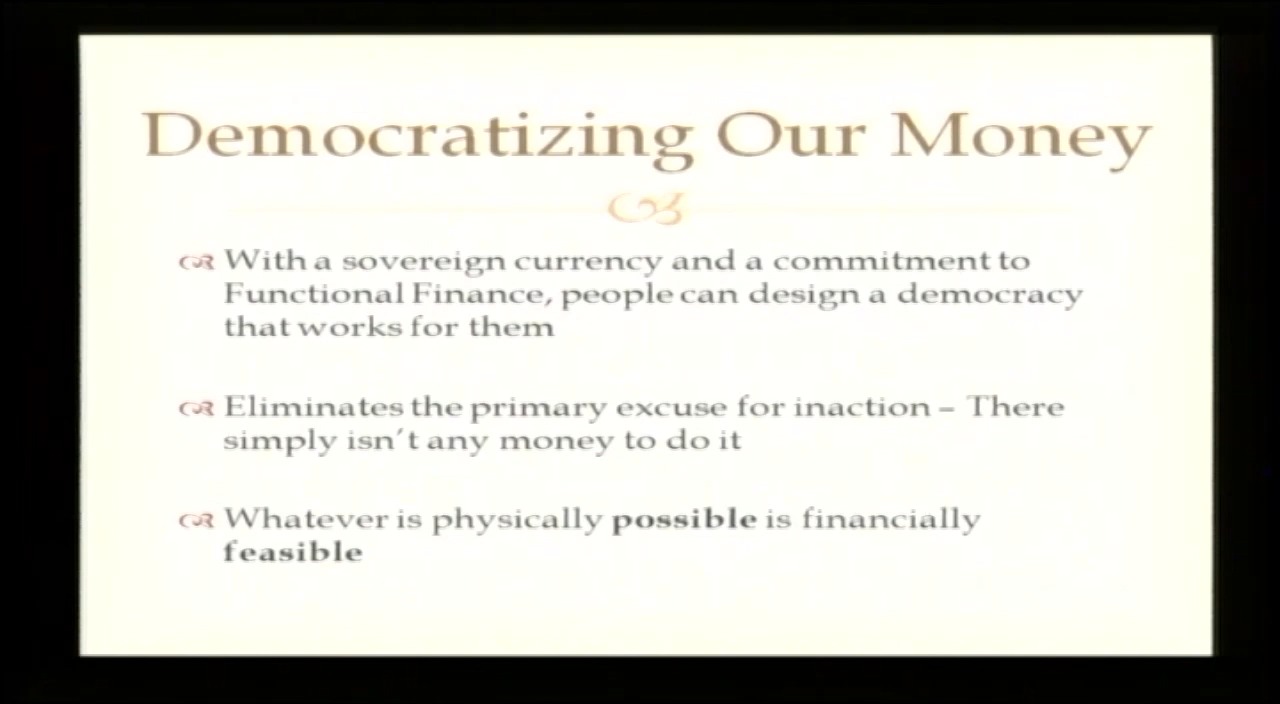 Democratizing Our Money
With a sovereign currency and a commitment to
Functional Finance, people can design a democracy
that works for them
Eliminates the primary excuse for inaction – There
simply isn't any money to do it
Whatever is physically possible is financially
feasible